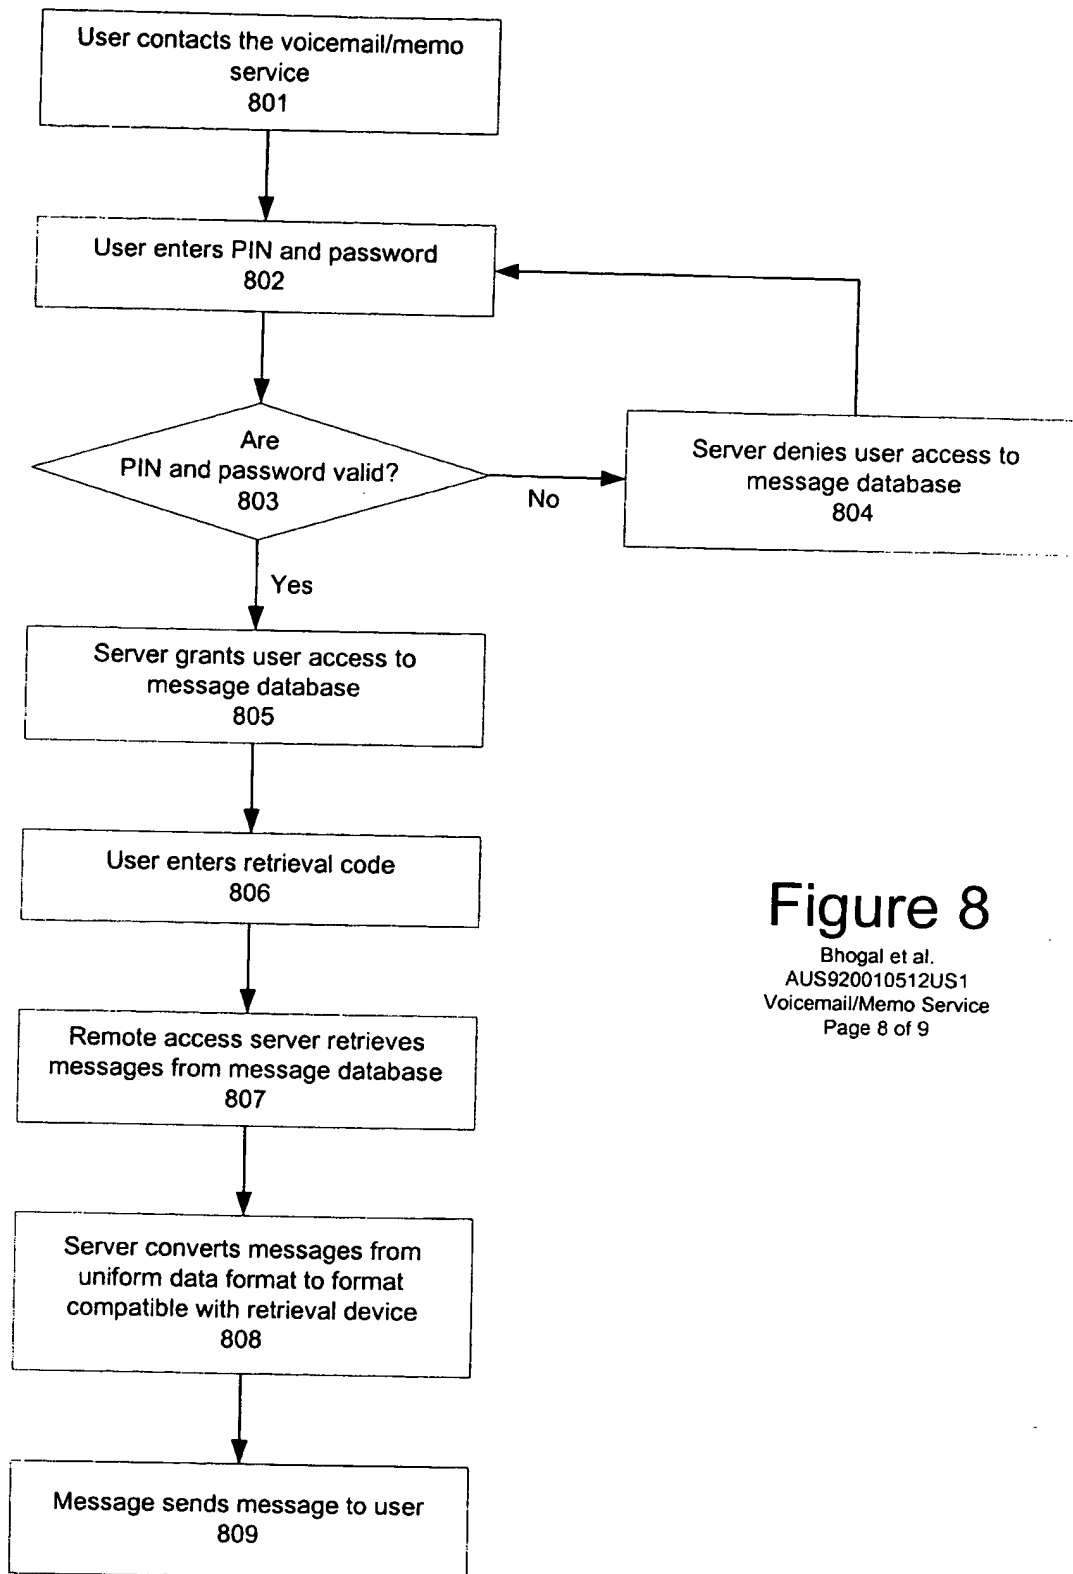 User contacts the voicemail/memo
service
801
User enters PIN and password
802
Are
PIN and password valid?
803
No
Server denies user access to
message database
804
Yes
Server grants user access to
message database
805
User enters retrieval code
806
Remote access server retrieves
messages from message database
807
Server converts messages from
uniform data format to format
compatible with retrieval device
808
Message sends message to user
809
Figure 8
Bhogal et al.
AUS920010512US1
Voicemail/Memo Service
Page 8 of 9